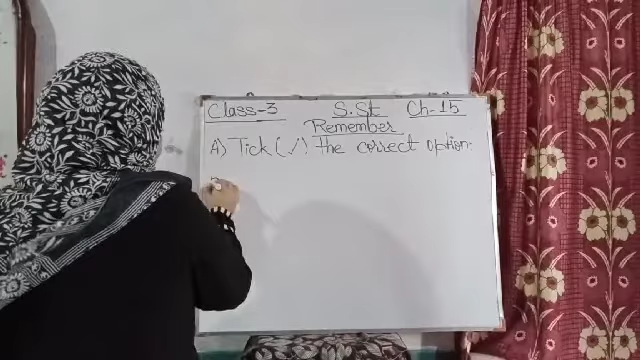 Class-3 S.St Ch-15
Remember
A) Tick (✓) the correct option: